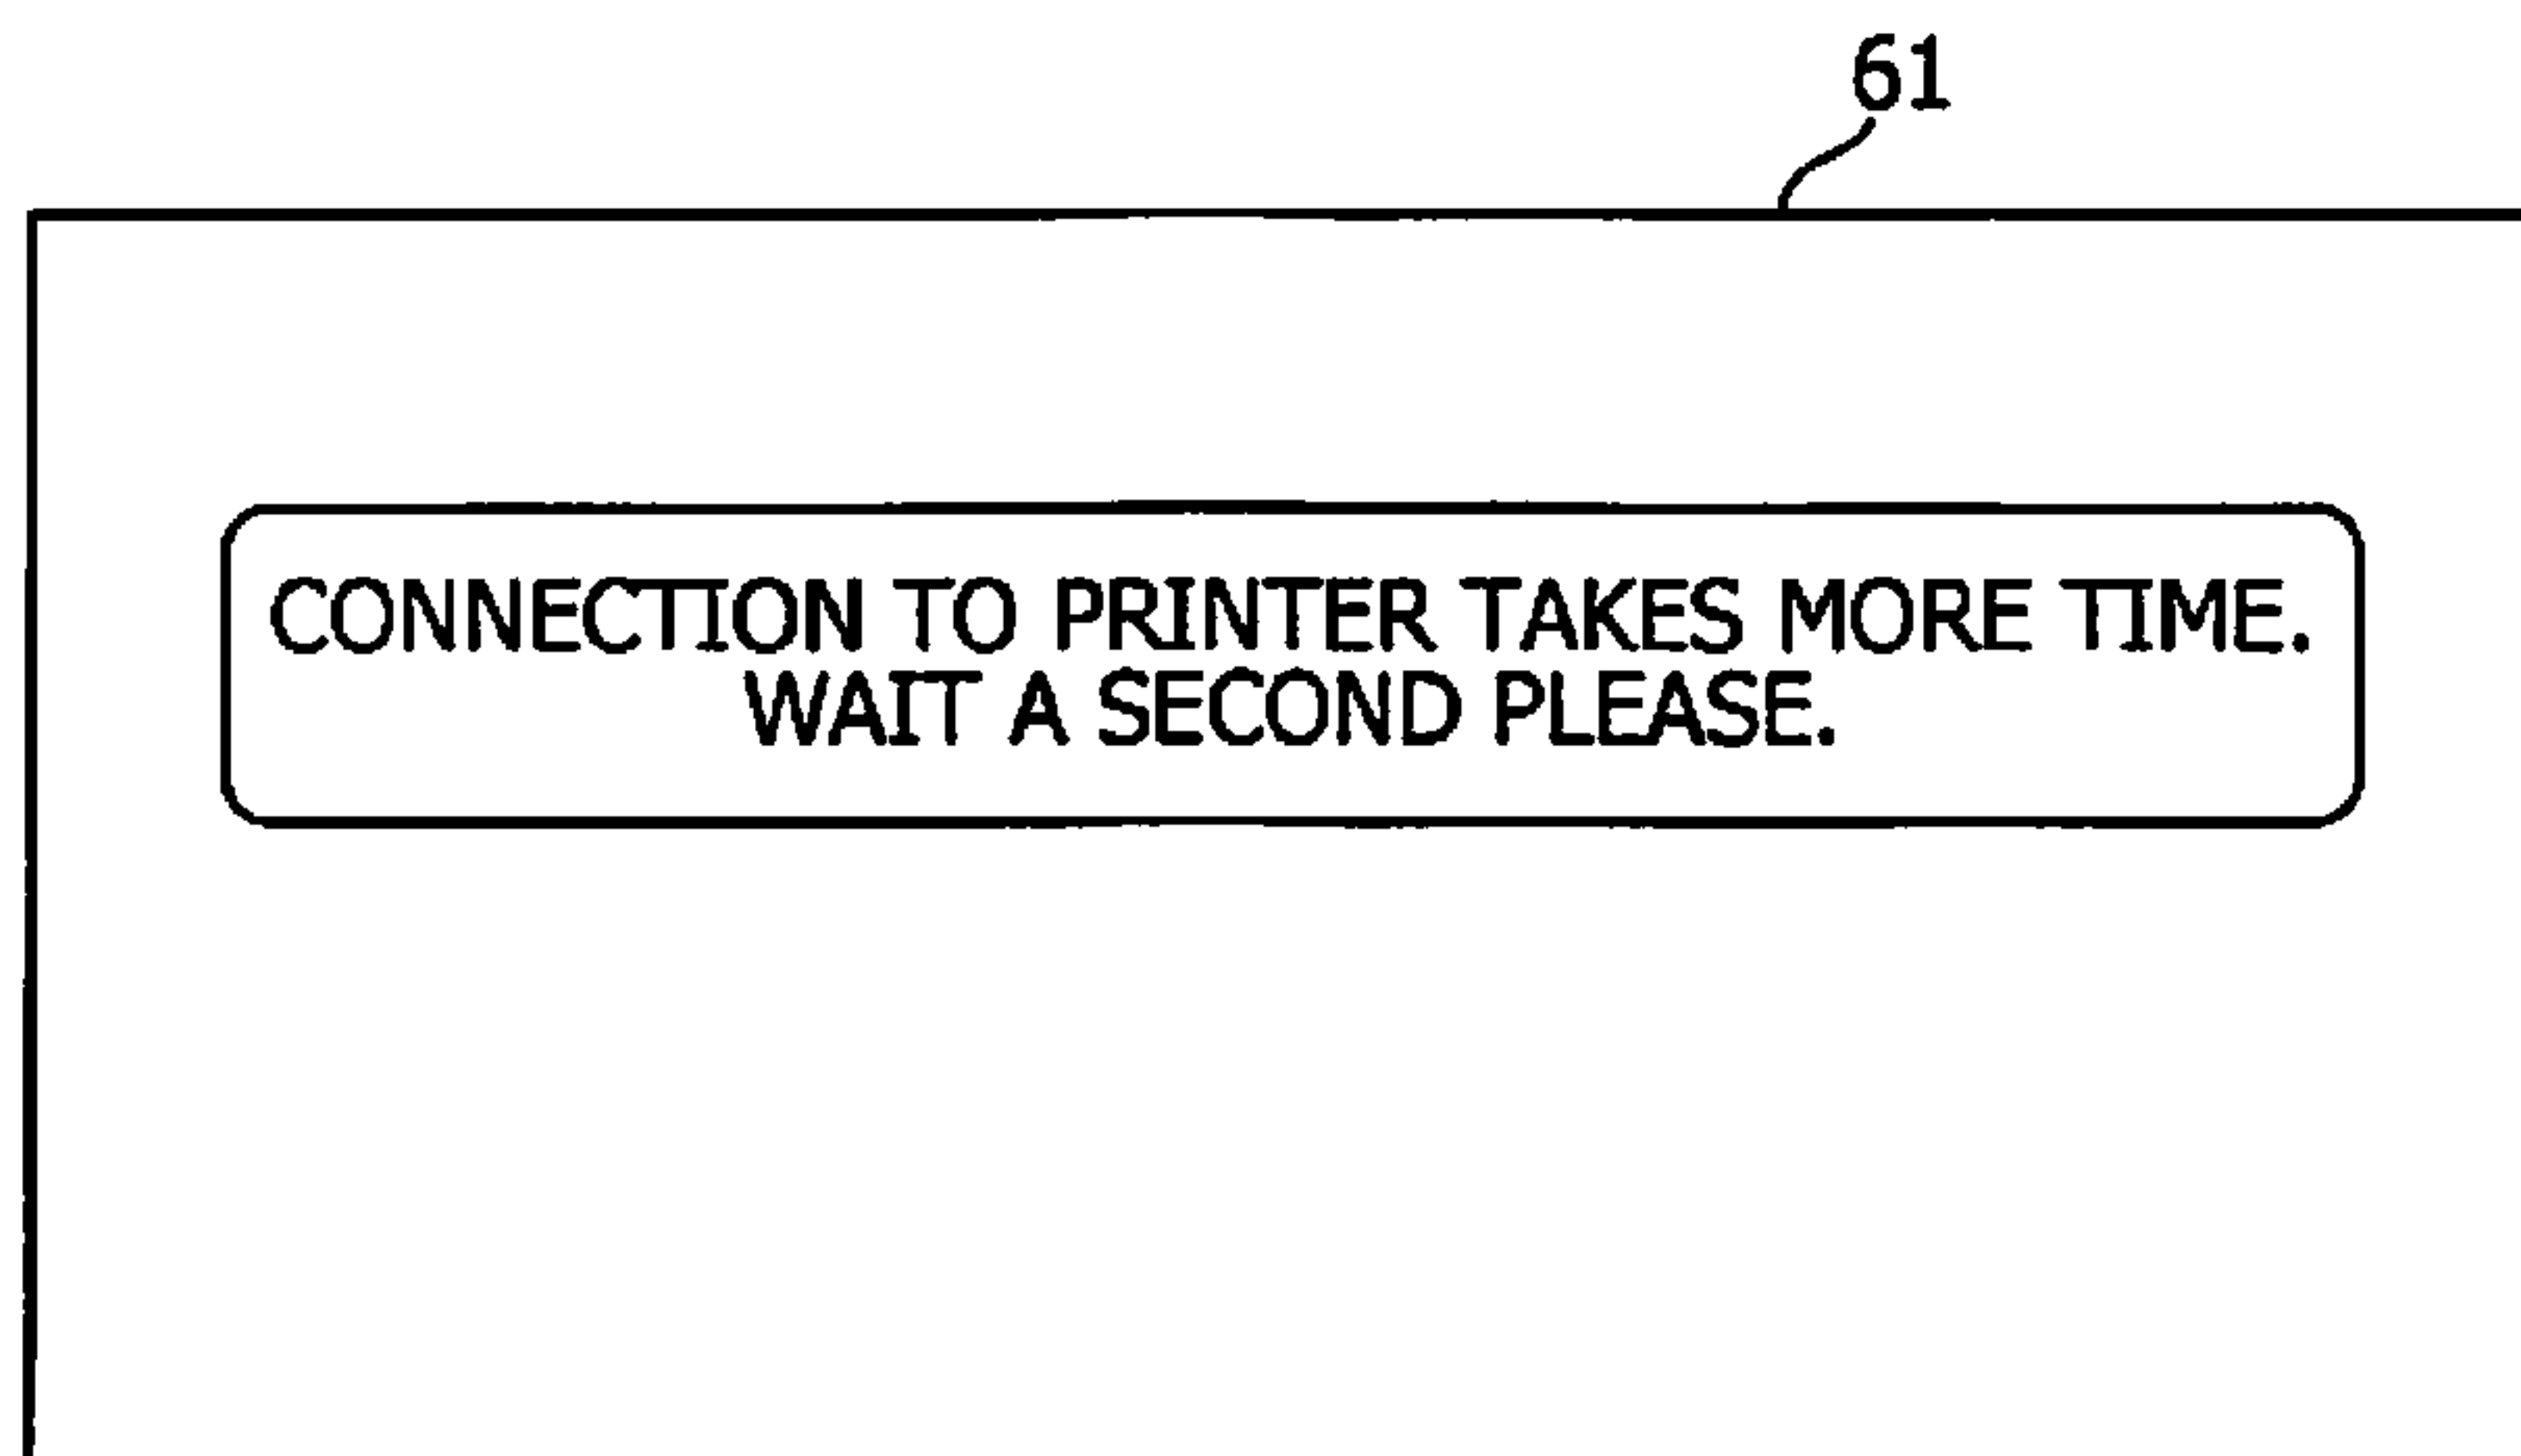 61
CONNECTION TO PRINTER TAKES MORE TIME.
WAIT A SECOND PLEASE.